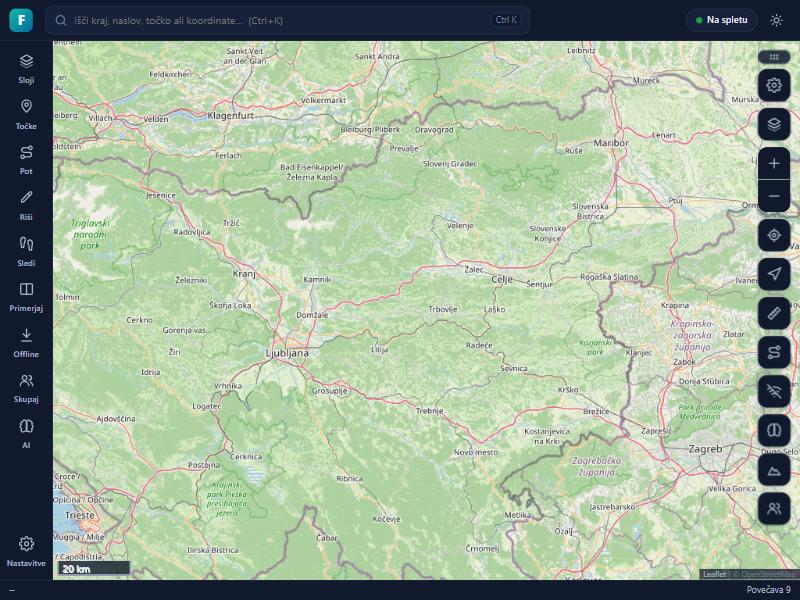 F
Išči kraj, naslov, točko ali koordinate... (Ctrl+K)
Ctrl K
Na spletu
Sloji
Točke
Pot
Riši
Sledi
Primerjaj
Offline
Skupaj
AI
Nastavitve
Sankt Veit
an der Glan
Sankt Andrä
Leibnitz
Feldkirchen
Völkermarkt
Mureck
Murska
Villach
Velden
Klagenfurt
Bleiburg/Pliberk
Dravograd
Lenart
Maribor
Ferlach
Prevalje
Ruše
Bad Eisenkappel/
Železna Kapla
Slovenj Gradec
Jesenice
Ptuj
Slovenska
Bistrica
Triglavski
narodni
park
Radovljica
Tržič
Velenje
Slovenske
Konjice
Kranj
Kamnik
Žalec
Celje
Rogaška Slatina
Železniki
Šentjur
Tolmin
Škofja Loka
Domžale
Trbovlje
Laško
Krapina
Cerkno
Gorenja vas
Krapinsko-
zagorska
županija
Zlatar
Žiri
Ljubljana
Litija
Radeče
Kozjanski
park
Klanjec
Zabok
Idrija
Sevnica
Donja Stubica
Vrhnika
Grosuplje
Krško
Logatec
Trebnje
Brežice
Park prirode
Medvednica
Ajdovščina
Kostanjevica
na Krki
Zaprešić
Postojna
Cerknica
Novo mesto
Zagreb
Zagrebačka
županija
Ribnica
Krajinski
park Pivška
presihajoča
jezera
Velika Gorica
Opicina / Opčine
Trieste
Metlika
Jastrebarsko
Kočevje
Muggia / Milje
Ozalj
Čabar
Črnomelj
Ilirska Bistrica
/ Capodistria
20 km
Leaflet | © OpenStreetMap
–
Povečava 9